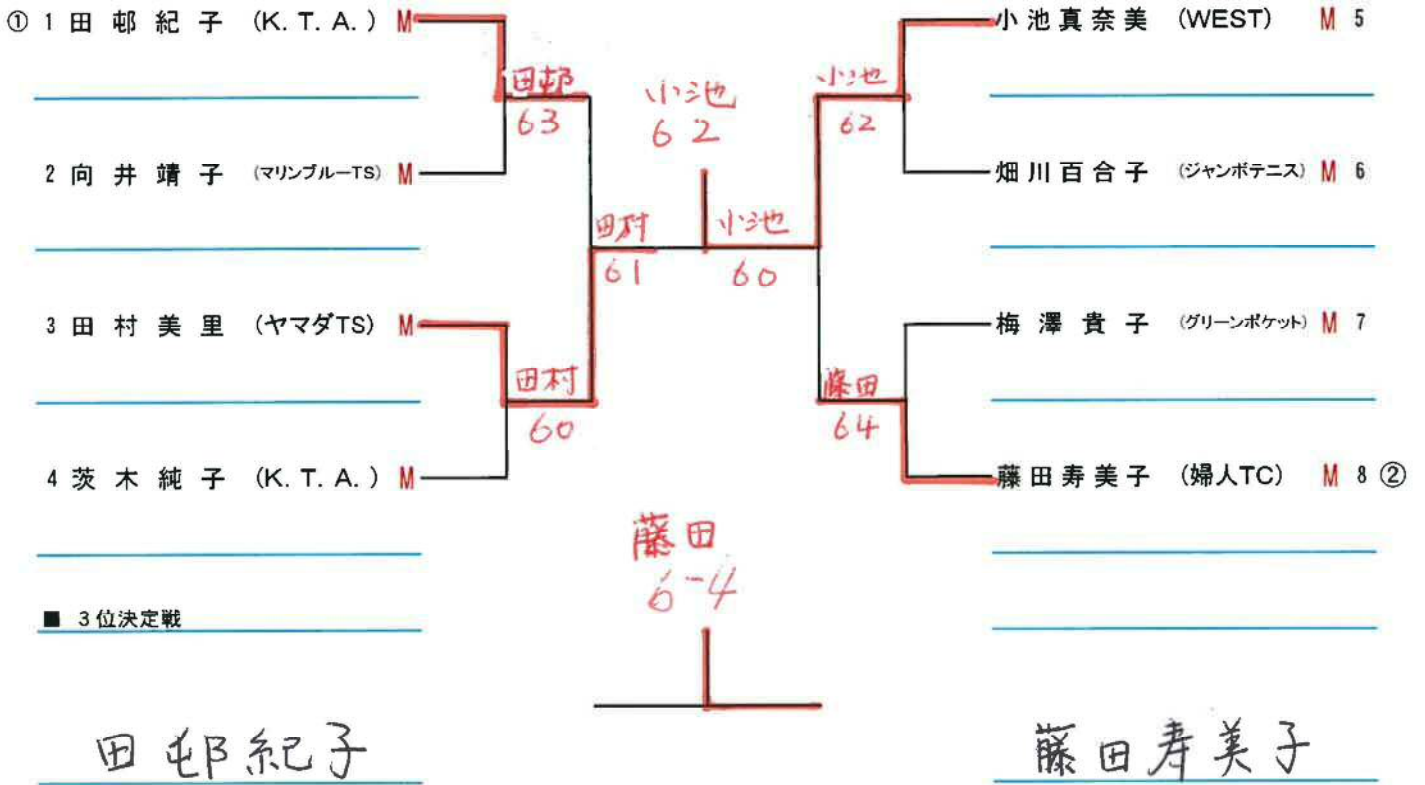 ① 1 田邨紀子 (K.T.A.) M
小池真奈美 (WEST) M 5
田邨
63
小池
62
小池
62
2 向井靖子 (マリンブルーTS) M
畑川百合子 (ジャンボテニス) M 6
田村
61
小池
60
3 田村美里 (ヤマダTS) M
梅澤貴子 (グリーンポケット) M 7
田村
60
藤田
64
4 茨木純子 (K.T.A.) M
藤田寿美子 (婦人TC) M 8 ②
藤田
6-4
■ 3位決定戦
田邨紀子
藤田寿美子